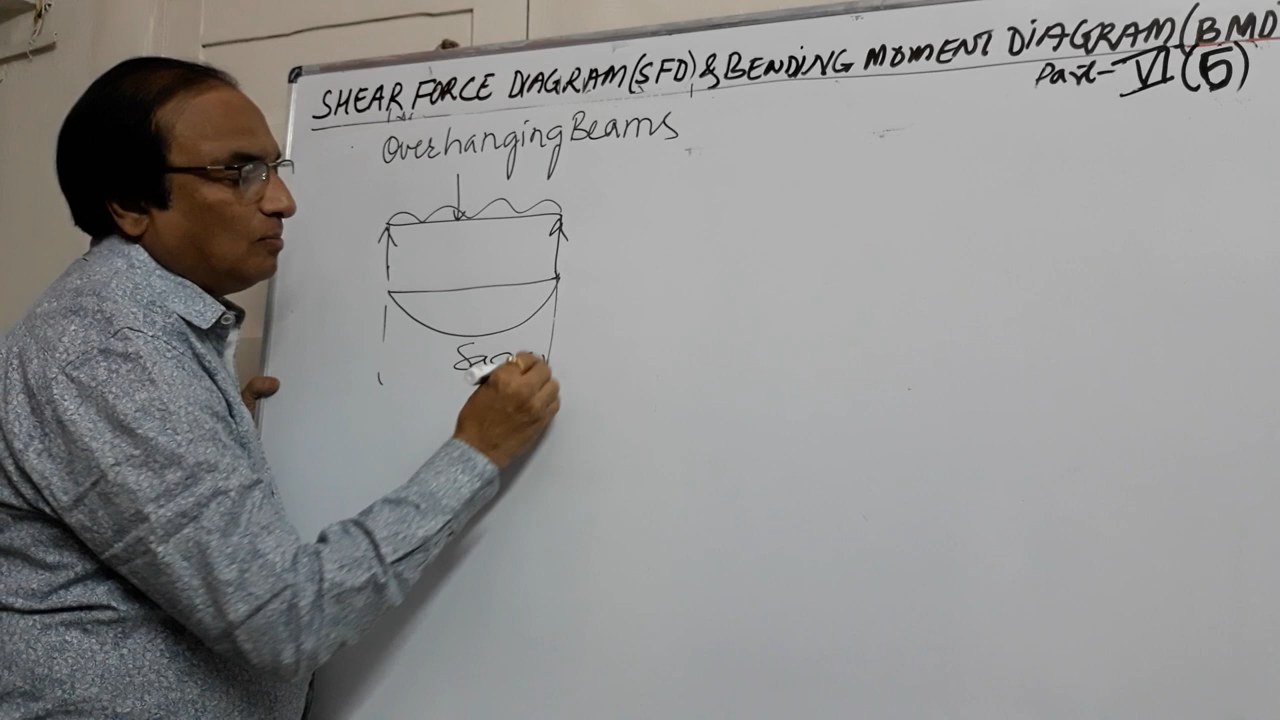 SHEAR FORCE DIAGRAM(SFD) & BENDING MOMENT DIAGRAM (BMD
Part-VI(5)
Overhanging Beams